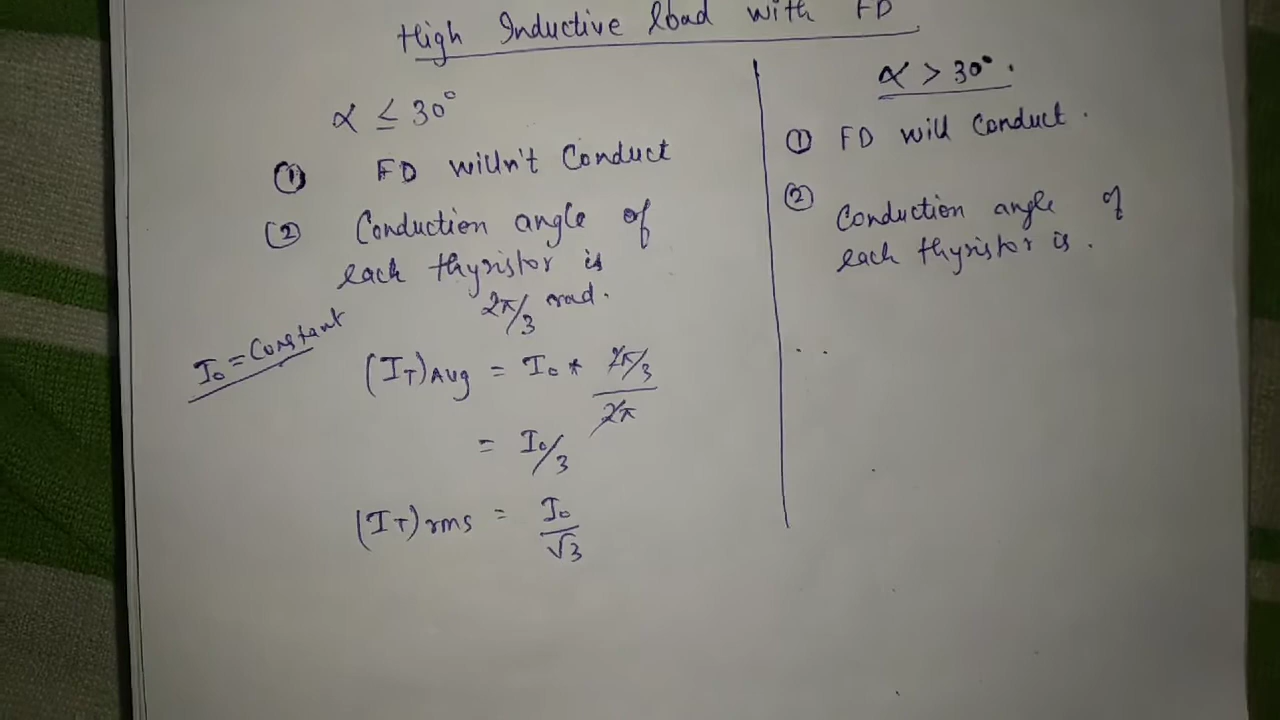 High Inductive load with FD
α ≤ 30°
① FD willn't Conduct
② Conduction angle of
each thyristor is
2π/3 rad.
I₀ = Constant
(I_T)Avg = I₀ * (2π/3)/(2π)
= I₀/3
(I_T)rms = I₀/√3
α > 30°.
① FD will Conduct.
② Conduction angle of
each thyristor is.